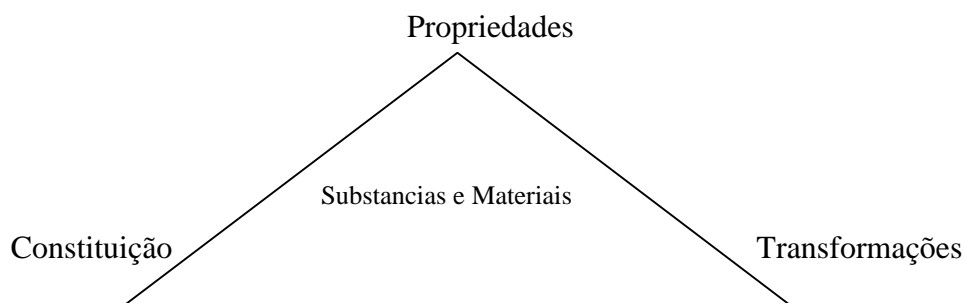 Propriedades
Substancias e Materiais
Constituição
Transformações